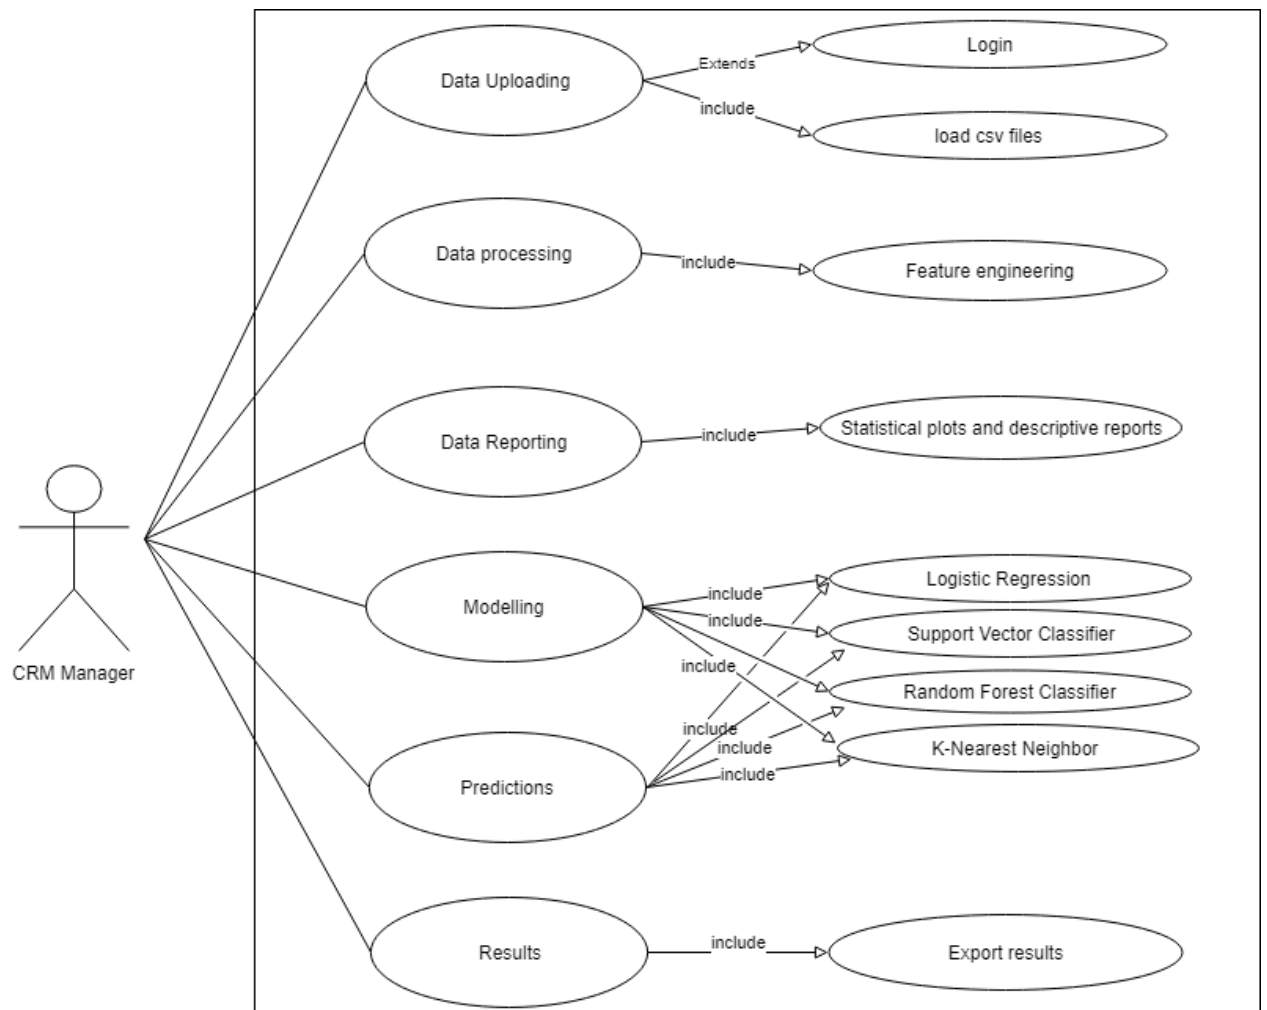 Data Uploading
Extends
Login
include
load csv files
Data processing
include
Feature engineering
Data Reporting
include
Statistical plots and descriptive reports
CRM Manager
Modelling
include
Logistic Regression
include
Support Vector Classifier
include
Random Forest Classifier
include
K-Nearest Neighbor
include
include
Predictions
Results
include
Export results